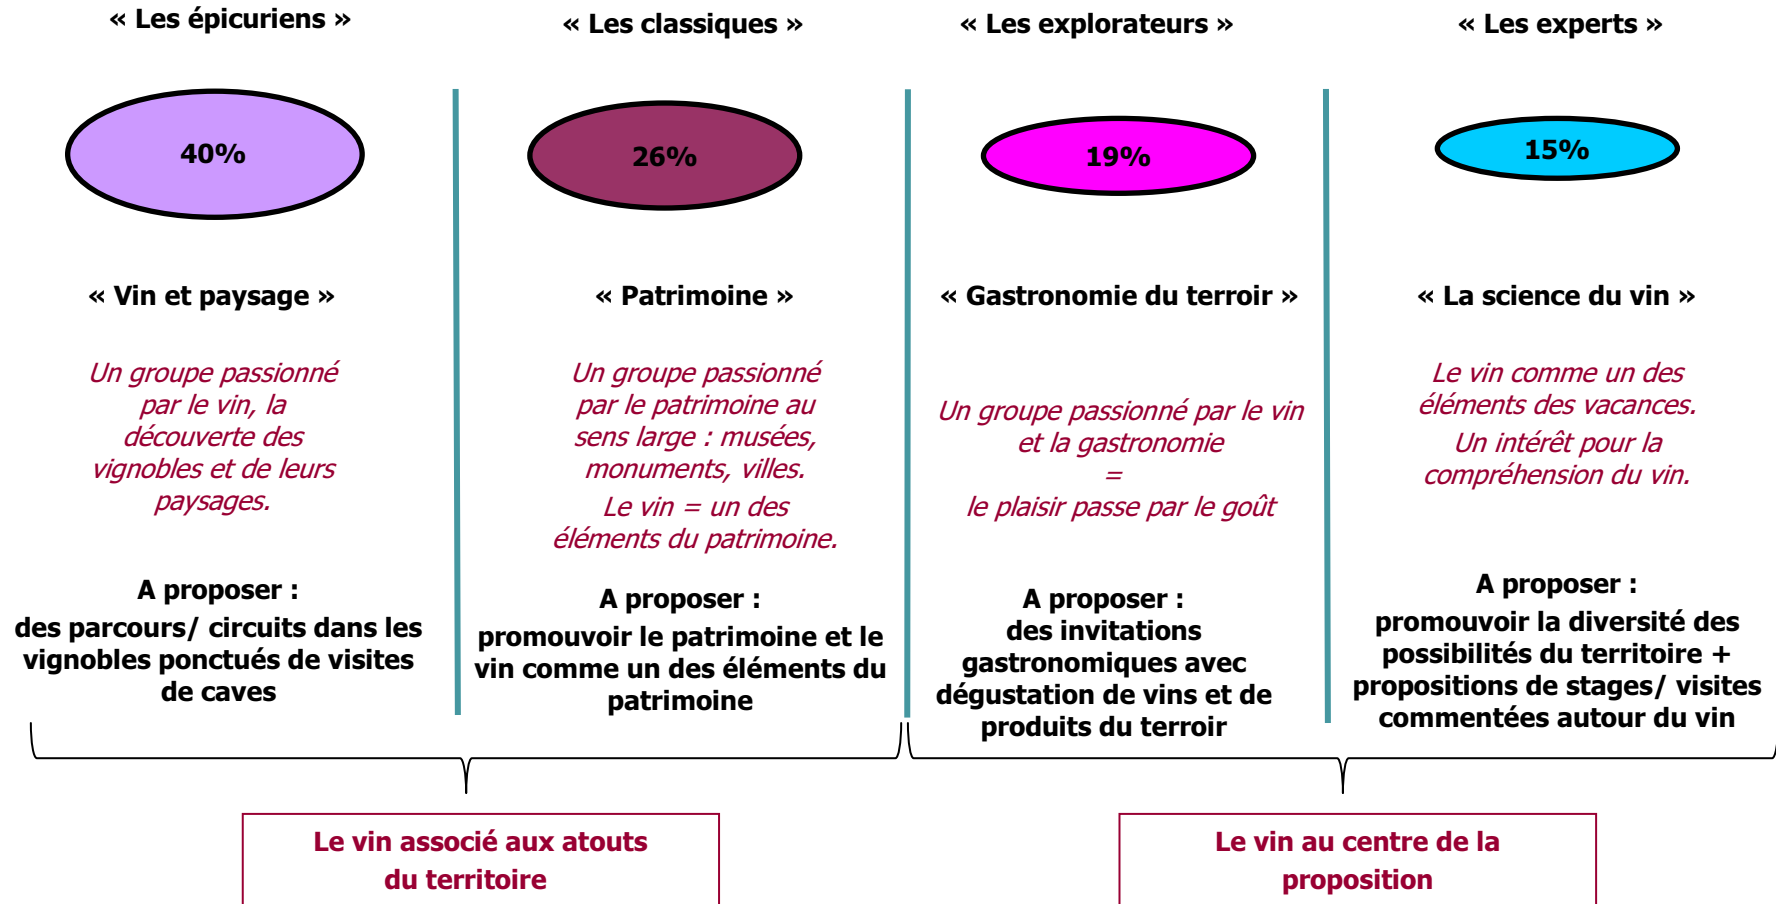 « Les épicuriens »
« Les classiques »
« Les explorateurs »
« Les experts »
40%
26%
19%
15%
« Vin et paysage »
« Patrimoine »
« Gastronomie du terroir »
« La science du vin »
Un groupe passionné
par le vin, la
découverte des
vignobles et de leurs
paysages.
Un groupe passionné
par le patrimoine au
sens large : musées,
monuments, villes.
Le vin = un des
éléments du patrimoine.
Un groupe passionné par le vin
et la gastronomie
=
le plaisir passe par le goût
Le vin comme un des
éléments des vacances.
Un intérêt pour la
compréhension du vin.
A proposer :
des parcours/ circuits dans les
vignobles ponctués de visites
de caves
A proposer :
promouvoir le patrimoine et le
vin comme un des éléments du
patrimoine
A proposer :
des invitations
gastronomiques avec
dégustation de vins et de
produits du terroir
A proposer :
promouvoir la diversité des
possibilités du territoire +
propositions de stages/ visites
commentées autour du vin
Le vin associé aux atouts
du territoire
Le vin au centre de la
proposition